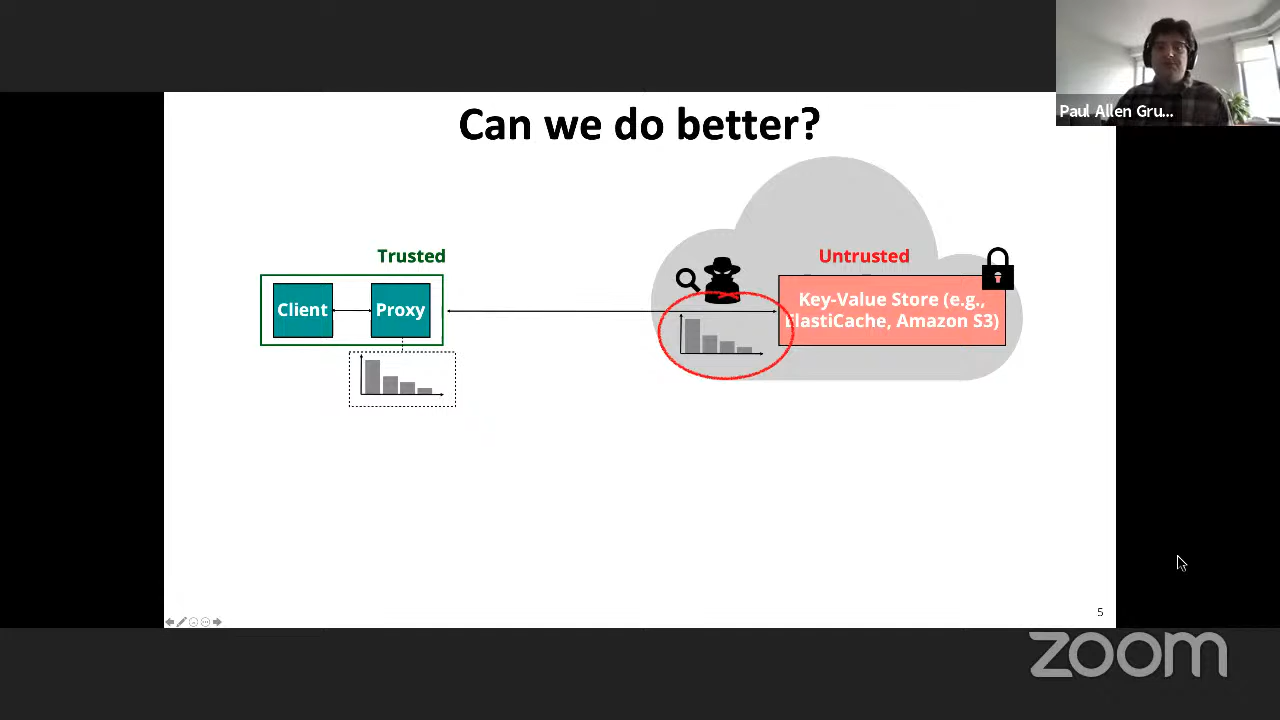 Can we do better?
Paul Allen Gru...
Trusted
Untrusted
Client
Proxy
Key-Value Store (e.g.,
ElastiCache, Amazon S3)
5
zoom